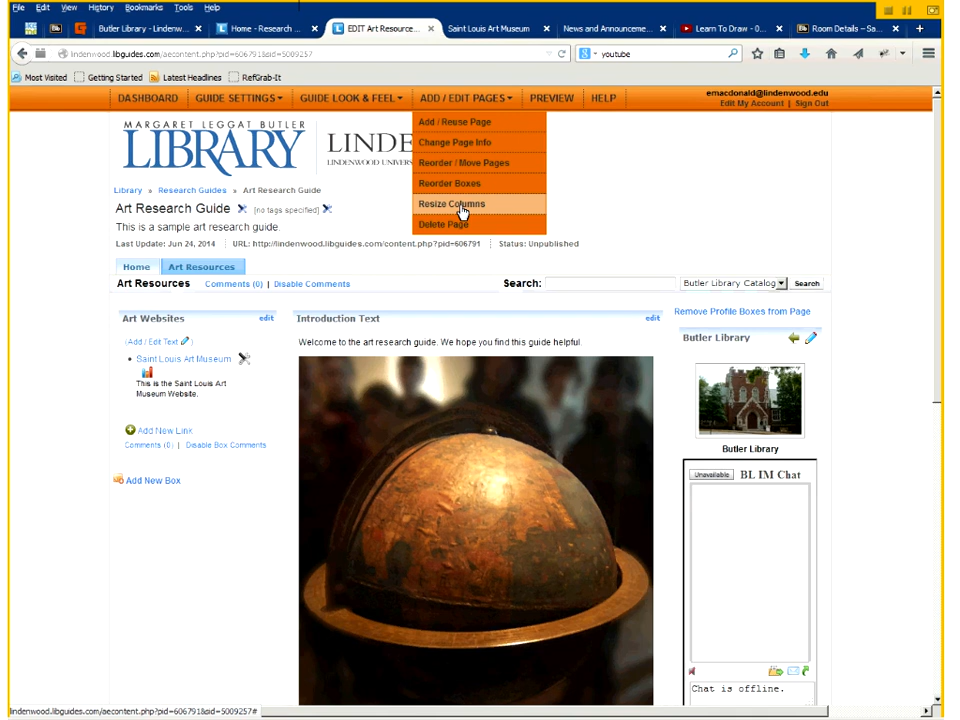 File Edit View History Bookmarks Tools Help
Butler Library - Lindenw... Home - Research ... EDIT Art Resource... Saint Louis Art Museum News and Announceme... Learn To Draw - 0... Room Details -- Sa...
lindenwood.libguides.com/aecontent.php?pid=606791&sid=5009257 youtube
Most Visited Getting Started Latest Headlines RefGrab-It
DASHBOARD GUIDE SETTINGS GUIDE LOOK & FEEL ADD / EDIT PAGES PREVIEW HELP
emacdonald@lindenwood.edu
Edit My Account | Sign Out
Add / Reuse Page
Change Page Info
Reorder / Move Pages
Reorder Boxes
Resize Columns
Delete Page
MARGARET LEGGAT BUTLER
LIBRARY
LINDEN
LINDENWOOD UNIVERS
Library » Research Guides » Art Research Guide
Art Research Guide [no tags specified]
This is a sample art research guide.
Last Update: Jun 24, 2014 URL: http://lindenwood.libguides.com/content.php?pid=606791 Status: Unpublished
Home Art Resources
Art Resources Comments (0) | Disable Comments Search: Butler Library Catalog Search
Remove Profile Boxes from Page
Art Websites edit
(Add / Edit Text)
Saint Louis Art Museum
This is the Saint Louis Art
Museum Website.
Add New Link
Comments (0) | Disable Box Comments
Add New Box
Introduction Text edit
Welcome to the art research guide. We hope you find this guide helpful.
Butler Library
Butler Library
Unavailable BL IM Chat
Chat is offline.
lindenwood.libguides.com/aecontent.php?pid=606791&sid=5009257#